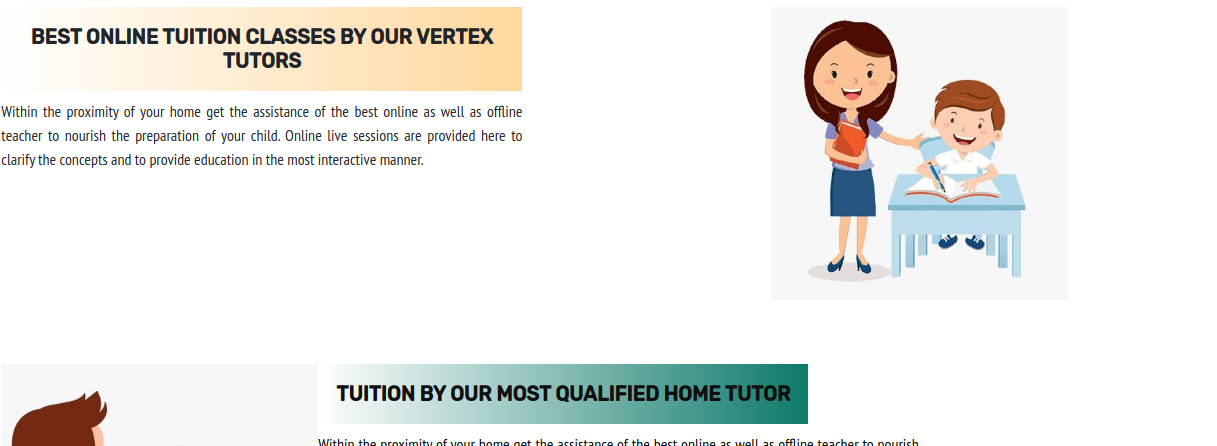 BEST ONLINE TUITION CLASSES BY OUR VERTEX
TUTORS
Within the proximity of your home get the assistance of the best online as well as offline
teacher to nourish the preparation of your child. Online live sessions are provided here to
clarify the concepts and to provide education in the most interactive manner.
TUITION BY OUR MOST QUALIFIED HOME TUTOR
Within the proximity of your home get the assistance of the best online as well as offline teacher to nourish